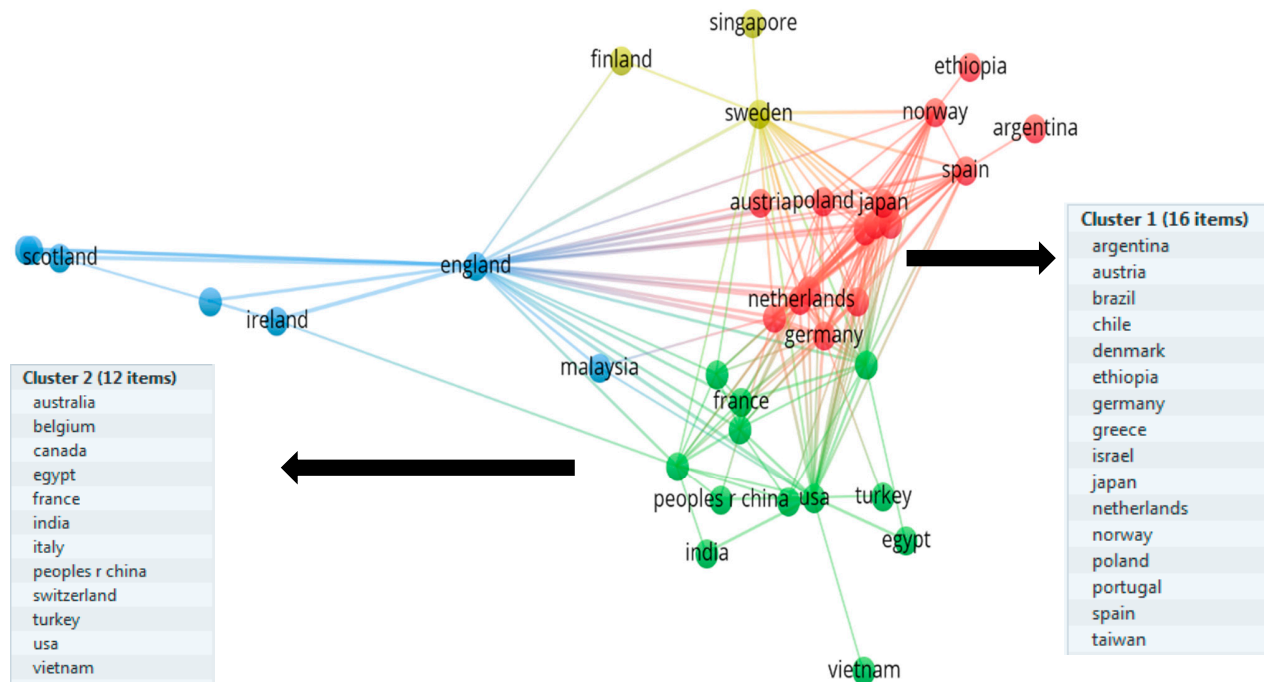 singapore
finland
ethiopia
sweden
norway
argentina
spain
austria
poland
japan
scotland
england
netherlands
ireland
germany
malaysia
france
peoples r china
usa
turkey
india
egypt
vietnam
Cluster 1 (16 items)
argentina
austria
brazil
chile
denmark
ethiopia
germany
greece
israel
japan
netherlands
norway
poland
portugal
spain
taiwan
Cluster 2 (12 items)
australia
belgium
canada
egypt
france
india
italy
peoples r china
switzerland
turkey
usa
vietnam